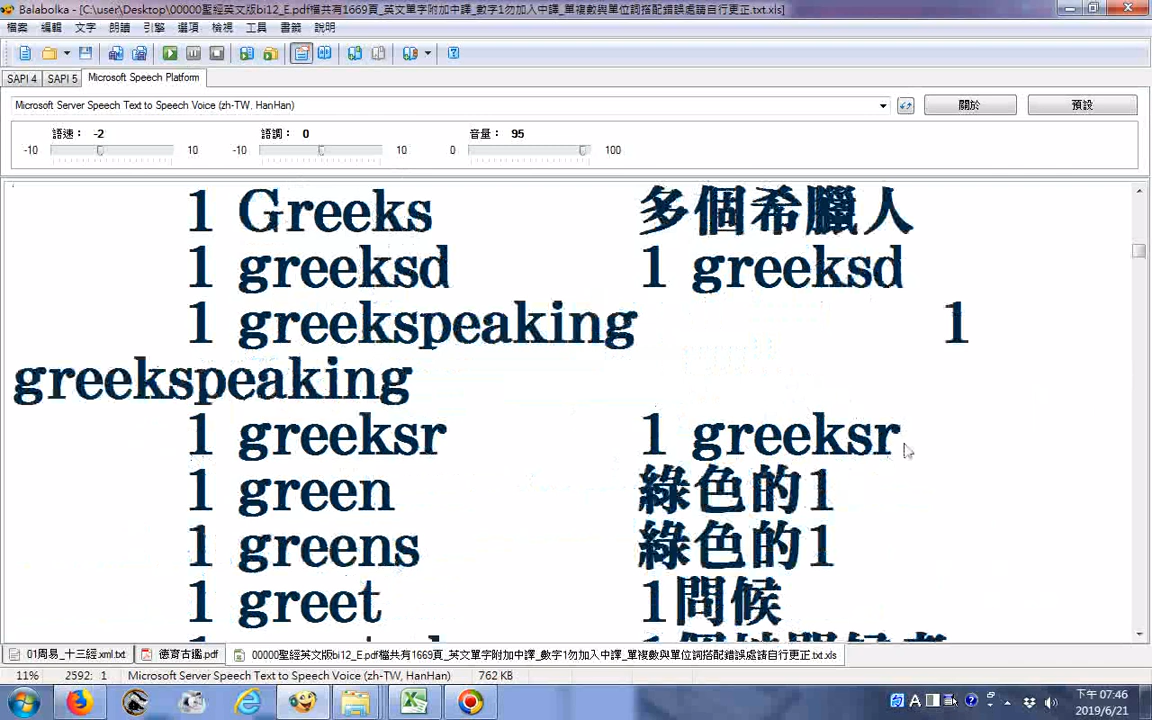 Balabolka - [C:\user\Desktop\00000聖經英文版bi12_E.pdf檔共有1669頁_英文單字附加中譯_數字1勿加入中譯_單複數與單位詞搭配錯誤處請自行更正.txt.xls]
檔案 編輯 文字 朗讀 引擎 選項 檢視 工具 書籤 說明
SAPI 4 SAPI 5 Microsoft Speech Platform
Microsoft Server Speech Text to Speech Voice (zh-TW, HanHan) 關於 預設
語速： -2 語調： 0 音量： 95
-10 10 -10 10 0 100
1 Greeks 多個希臘人
1 greeksd 1 greeksd
1 greekspeaking 1
greekspeaking
1 greeksr 1 greeksr
1 green 綠色的1
1 greens 綠色的1
1 greet 1問候
01周易_十三經.xml.txt 德育古鑑.pdf 00000聖經英文版bi12_E.pdf檔共有1669頁_英文單字附加中譯_數字1勿加入中譯_單複數與單位詞搭配錯誤處請自行更正.txt.xls
11% 2592: 1 Microsoft Server Speech Text to Speech Voice (zh-TW, HanHan) 762 KB
下午 07:46
2019/6/21